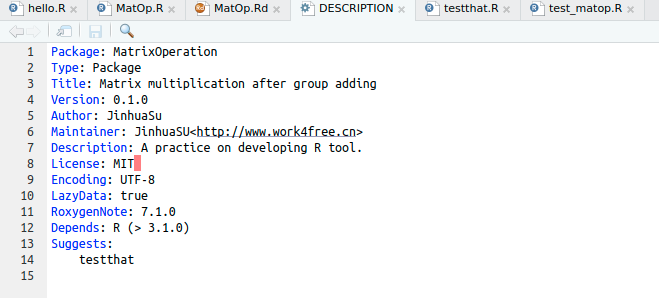 hello.R MatOp.R MatOp.Rd DESCRIPTION testthat.R test_matop.R
1 Package: MatrixOperation
2 Type: Package
3 Title: Matrix multiplication after group adding
4 Version: 0.1.0
5 Author: JinhuaSu
6 Maintainer: JinhuaSU<http://www.work4free.cn>
7 Description: A practice on developing R tool.
8 License: MIT
9 Encoding: UTF-8
10 LazyData: true
11 RoxygenNote: 7.1.0
12 Depends: R (> 3.1.0)
13 Suggests:
14 testthat
15